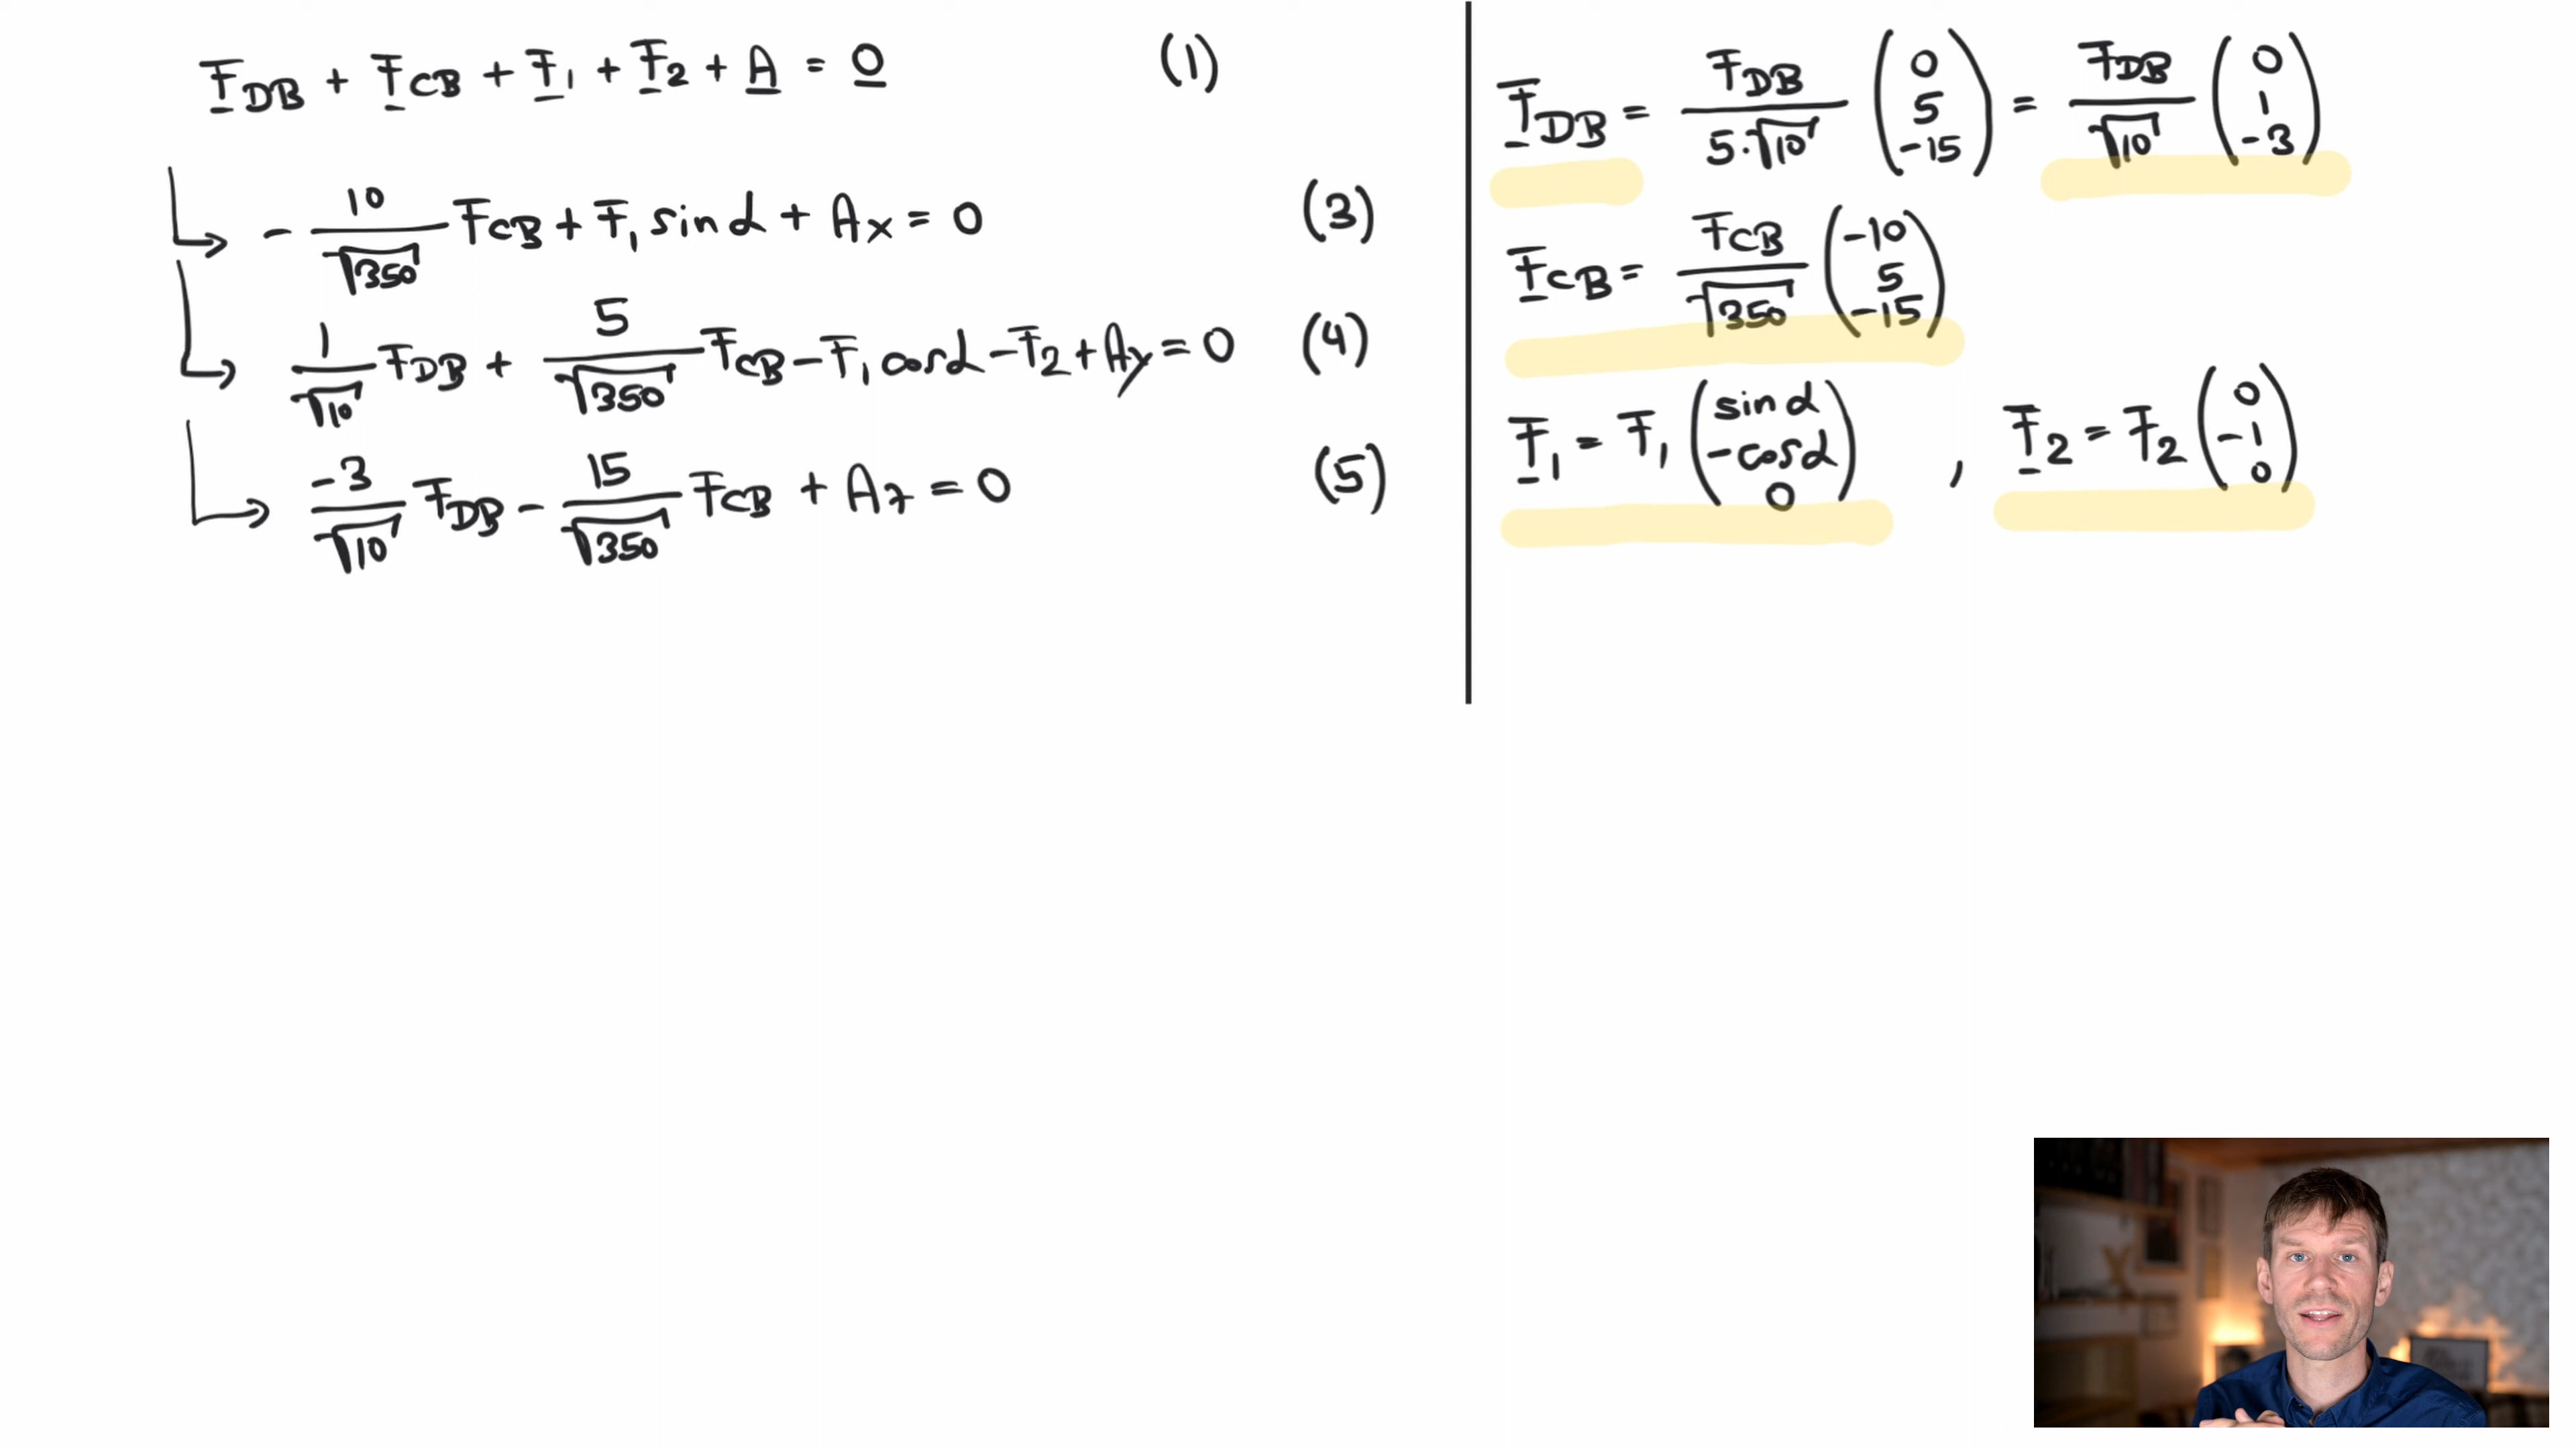 F_DB + F_CB + F_1 + F_2 + A = 0 (1)
- 10/√350 F_CB + F_1 sin α + A_x = 0 (3)
1/√10 F_DB + 5/√350 F_CB - F_1 cos α - F_2 + A_y = 0 (4)
-3/√10 F_DB - 15/√350 F_CB + A_z = 0 (5)
F_DB = F_DB/(5·√10) (0 5 -15) = F_DB/√10 (0 1 -3)
F_CB = F_CB/√350 (-10 5 -15)
F_1 = F_1 (sin α -cos α 0) , F_2 = F_2 (0 -1 0)